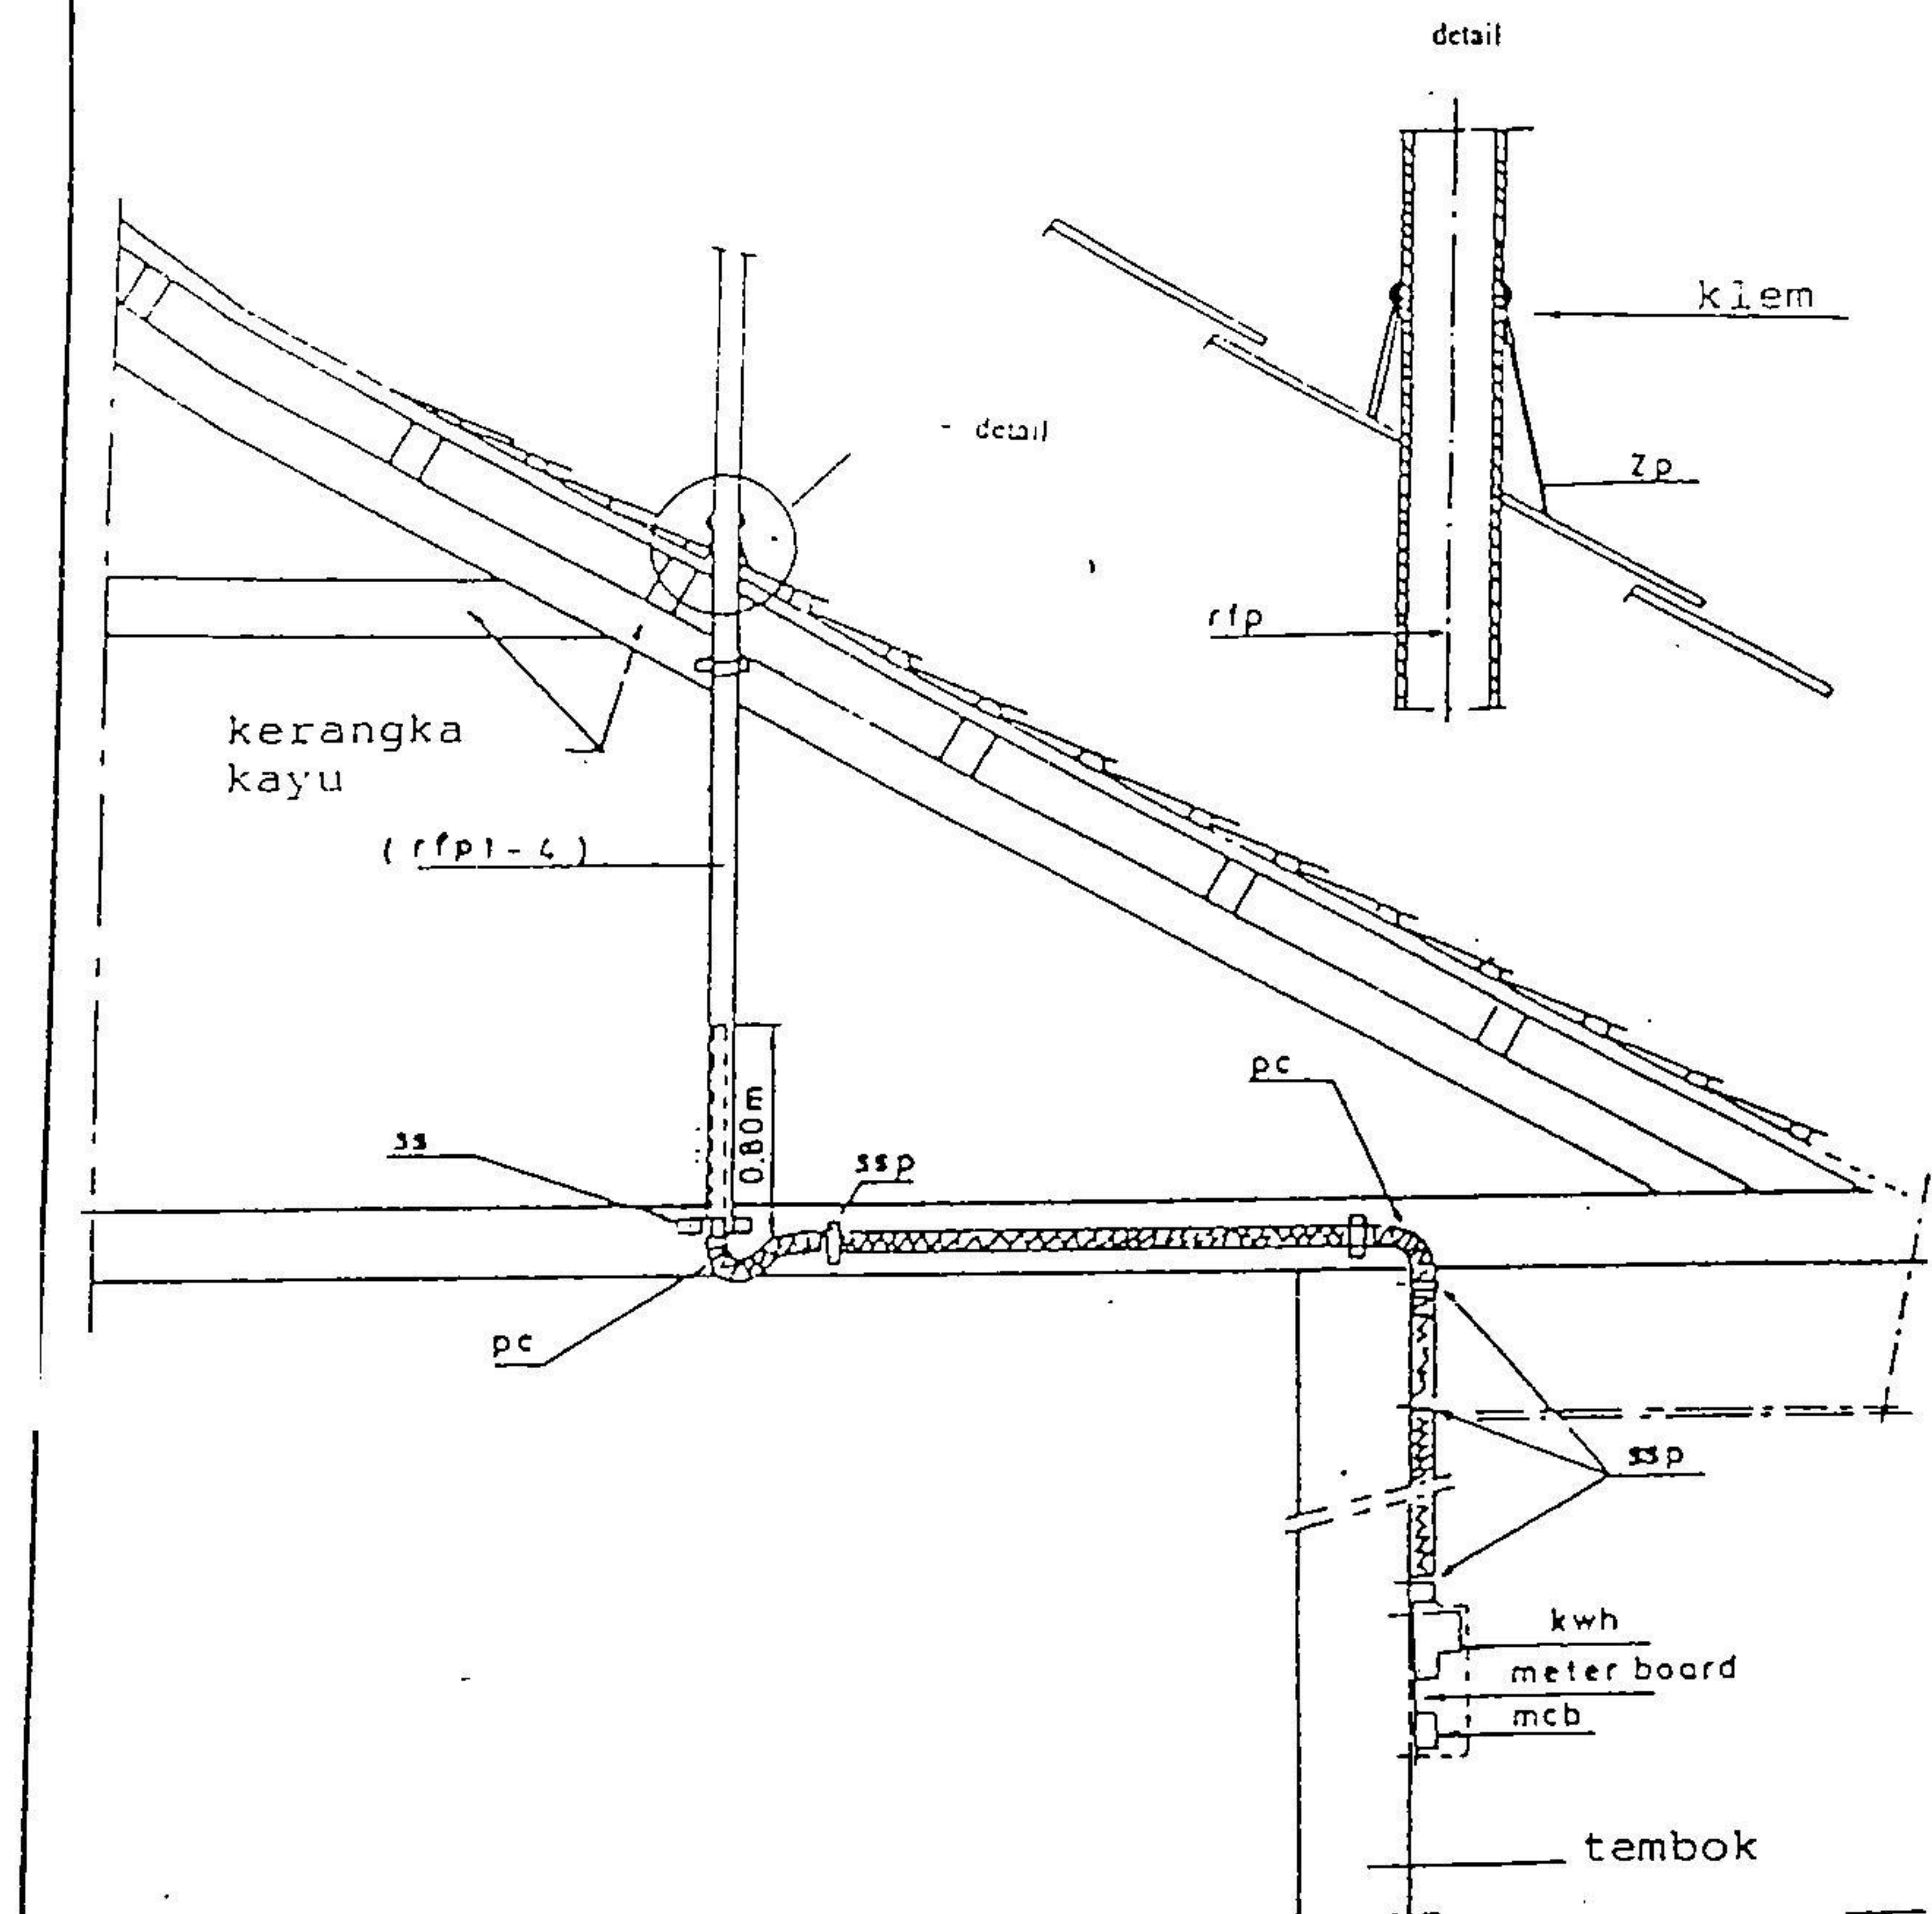 detail
klem
- detail
Zp
rfp
kerangka
kayu
(rfp1-4)
pc
0.80m
ss
ssp
pc
ssp
kwh
meter board
mcb
tembok